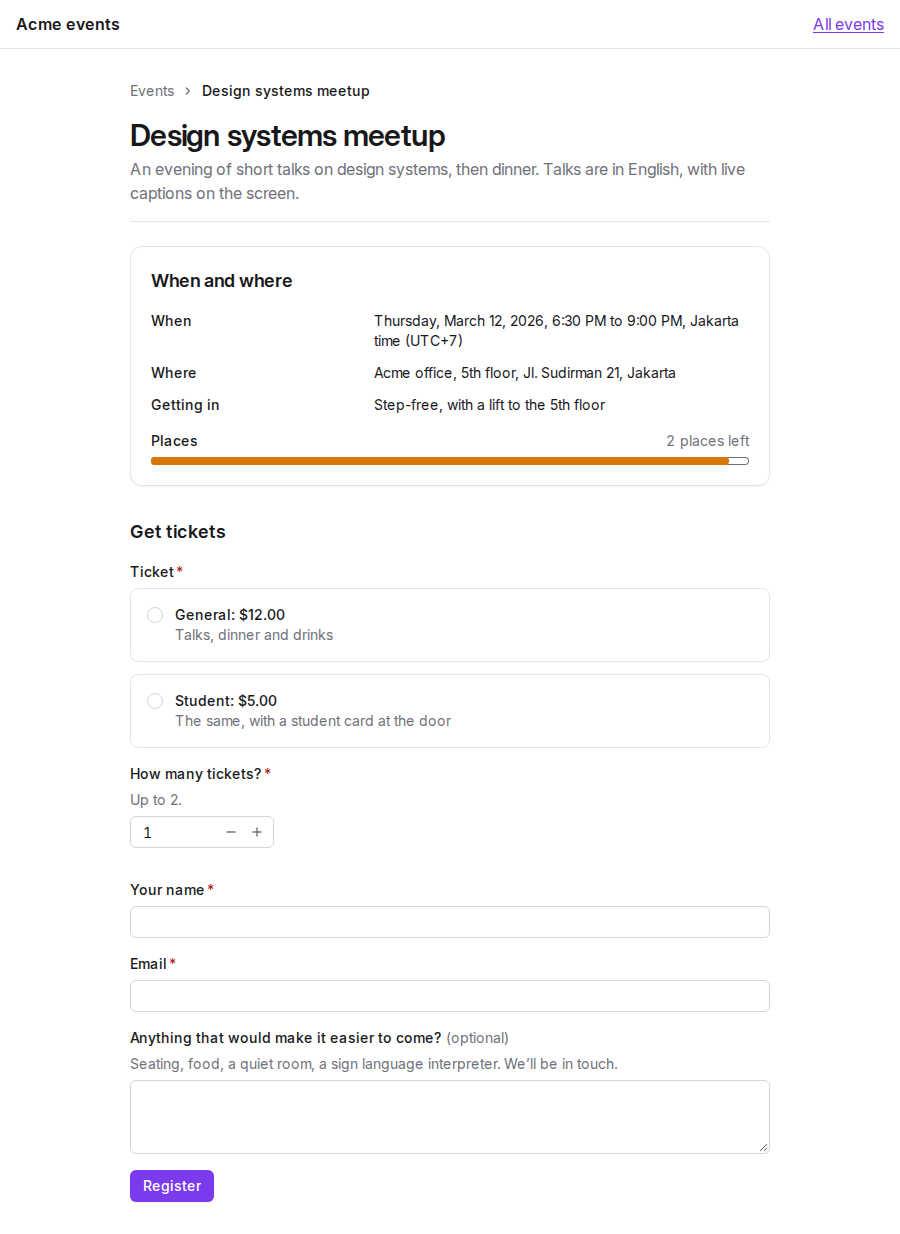 Acme events
All events
Events
Design systems meetup
Design systems meetup
An evening of short talks on design systems, then dinner. Talks are in English, with live
captions on the screen.
When and where
When
Thursday, March 12, 2026, 6:30 PM to 9:00 PM, Jakarta
time (UTC+7)
Where
Acme office, 5th floor, Jl. Sudirman 21, Jakarta
Getting in
Step-free, with a lift to the 5th floor
Places
2 places left
Get tickets
Ticket*
General: $12.00
Talks, dinner and drinks
Student: $5.00
The same, with a student card at the door
How many tickets?*
Up to 2.
1
Your name*
Email*
Anything that would make it easier to come? (optional)
Seating, food, a quiet room, a sign language interpreter. We’ll be in touch.
Register